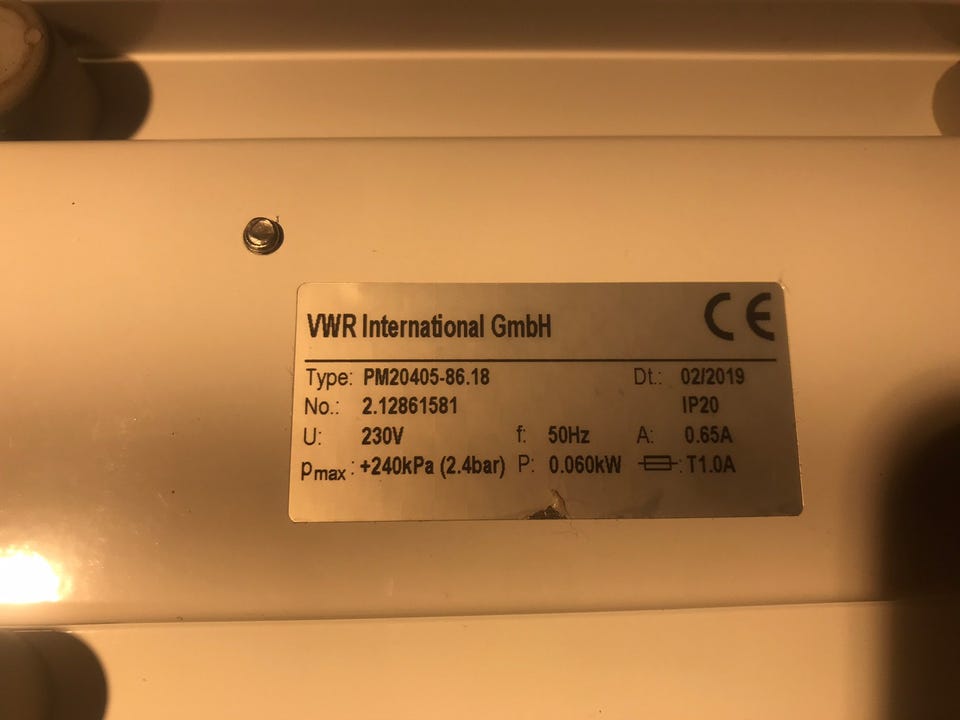 VWR International GmbH CE
Type: PM20405-86.18 Dt.: 02/2019
No.: 2.12861581 IP20
U: 230V f: 50Hz A: 0.65A
pmax: +240kPa (2.4bar) P: 0.060kW : T1.0A